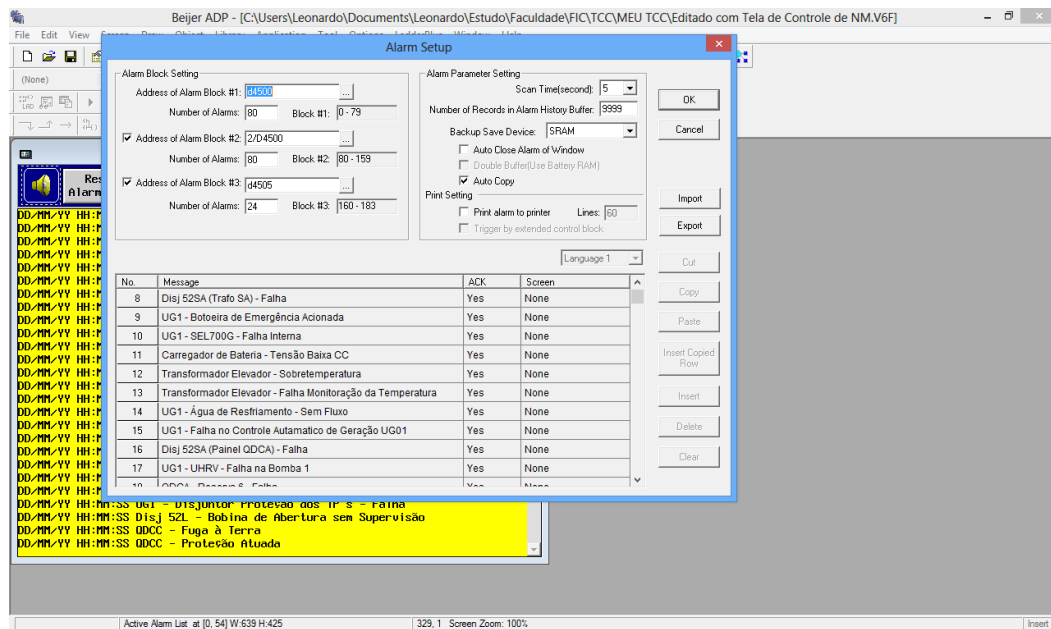 Beijer ADP - [C:\Users\Leonardo\Documents\Leonardo\Estudo\Faculdade\FIC\TCC\MEU TCC\Editado com Tela de Controle de NM.V6F]
File Edit View
Alarm Setup
(None)
Alarm Block Setting
Address of Alarm Block #1: d4500 ...
Number of Alarms: 80 Block #1: 0 - 79
Address of Alarm Block #2: 2/D4500 ...
Number of Alarms: 80 Block #2: 80 - 159
Address of Alarm Block #3: d4505 ...
Number of Alarms: 24 Block #3: 160 - 183
Alarm Parameter Setting
Scan Time(second): 5
Number of Records in Alarm History Buffer: 9999
Backup Save Device: SRAM
Auto Close Alarm of Window
Double Buffer(Use Battery RAM)
Auto Copy
Print Setting
Print alarm to printer Lines: 60
Trigger by extended control block
Language 1
OK
Cancel
Import
Export
Cut
Copy
Paste
Insert Copied Row
Insert
Delete
Clear
No. Message ACK Screen
8 Disj 52SA (Trafo SA) - Falha Yes None
9 UG1 - Botoeira de Emergência Acionada Yes None
10 UG1 - SEL700G - Falha Interna Yes None
11 Carregador de Bateria - Tensão Baixa CC Yes None
12 Transformador Elevador - Sobretemperatura Yes None
13 Transformador Elevador - Falha Monitoração da Temperatura Yes None
14 UG1 - Água de Resfriamento - Sem Fluxo Yes None
15 UG1 - Falha no Controle Autamatico de Geração UG01 Yes None
16 Disj 52SA (Painel QDCA) - Falha Yes None
17 UG1 - UHRV - Falha na Bomba 1 Yes None
DD/MM/YY HH:MM:SS UG1 - Disjuntor Proteção dos TP's - Falha
DD/MM/YY HH:MM:SS Disj 52L - Bobina de Abertura sem Supervisão
DD/MM/YY HH:MM:SS QDCC - Fuga à Terra
DD/MM/YY HH:MM:SS QDCC - Proteção Atuada
Active Alarm List at [0, 54] W:639 H:425
329, 1 Screen Zoom: 100%
Insert